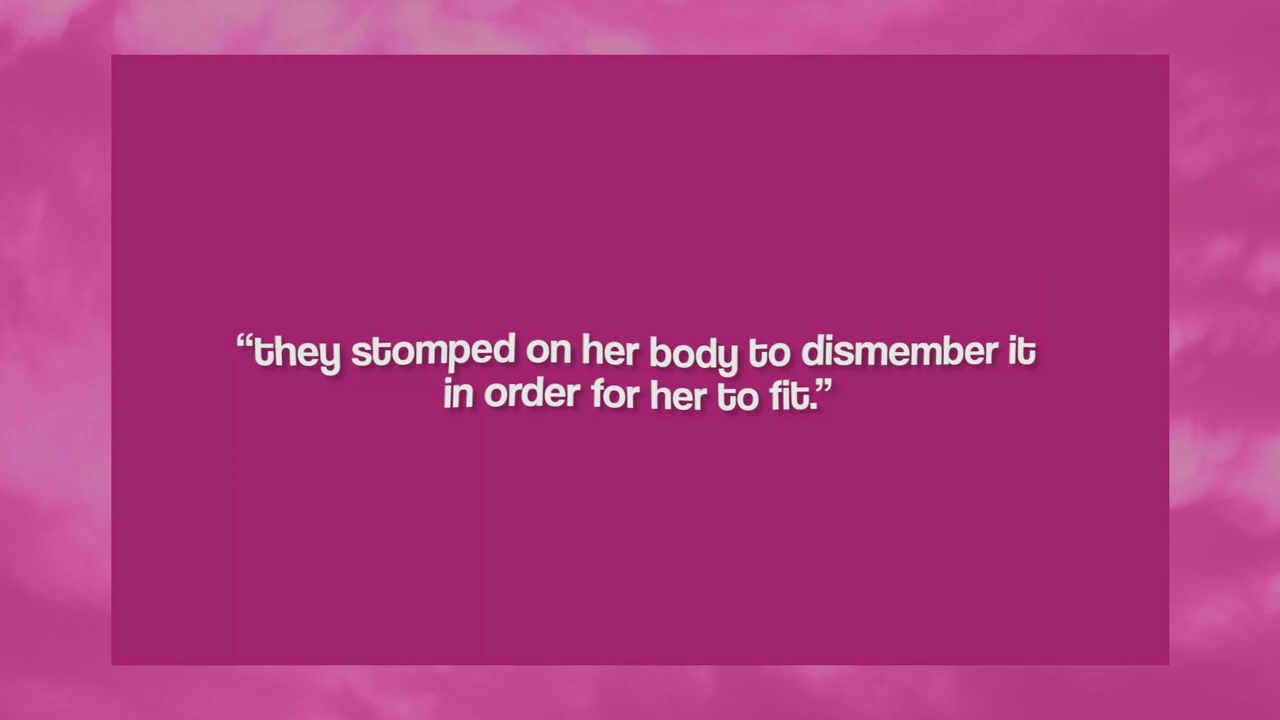 “they stomped on her body to dismember it
in order for her to fit.”